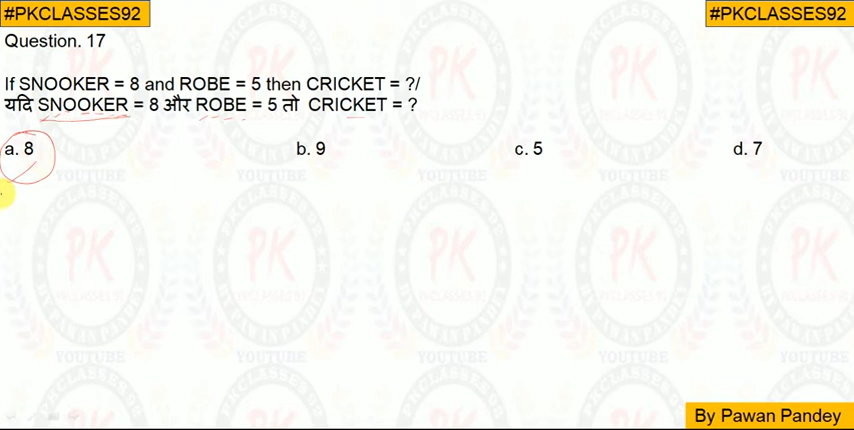 #PKCLASSES92 #PKCLASSES92
Question. 17
If SNOOKER = 8 and ROBE = 5 then CRICKET = ?/
यदि SNOOKER = 8 और ROBE = 5 तो CRICKET = ?
a. 8 b. 9 c. 5 d. 7
By Pawan Pandey